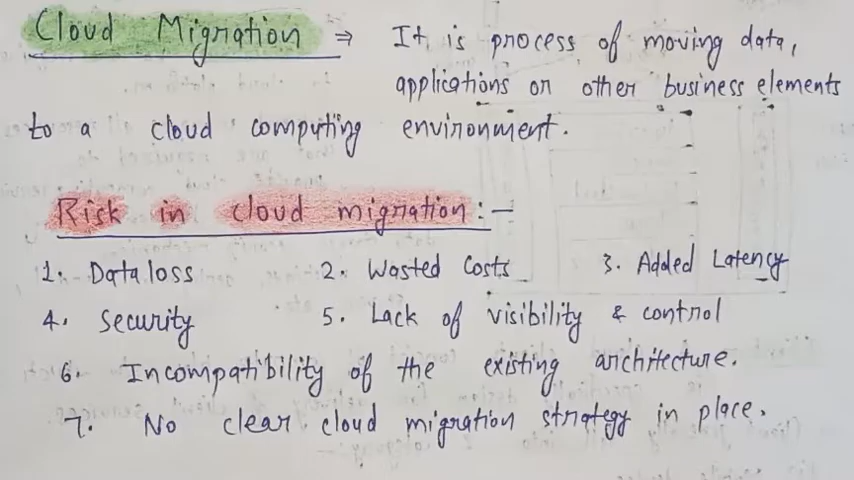 Cloud Migration ⇒ It is process of moving data,
applications or other business elements
to a cloud computing environment.
Risk in cloud migration :-
1. Data loss 2. Wasted Costs 3. Added Latency
4. Security 5. Lack of visibility & control
6. Incompatibility of the existing architecture.
7. No clear cloud migration strategy in place.